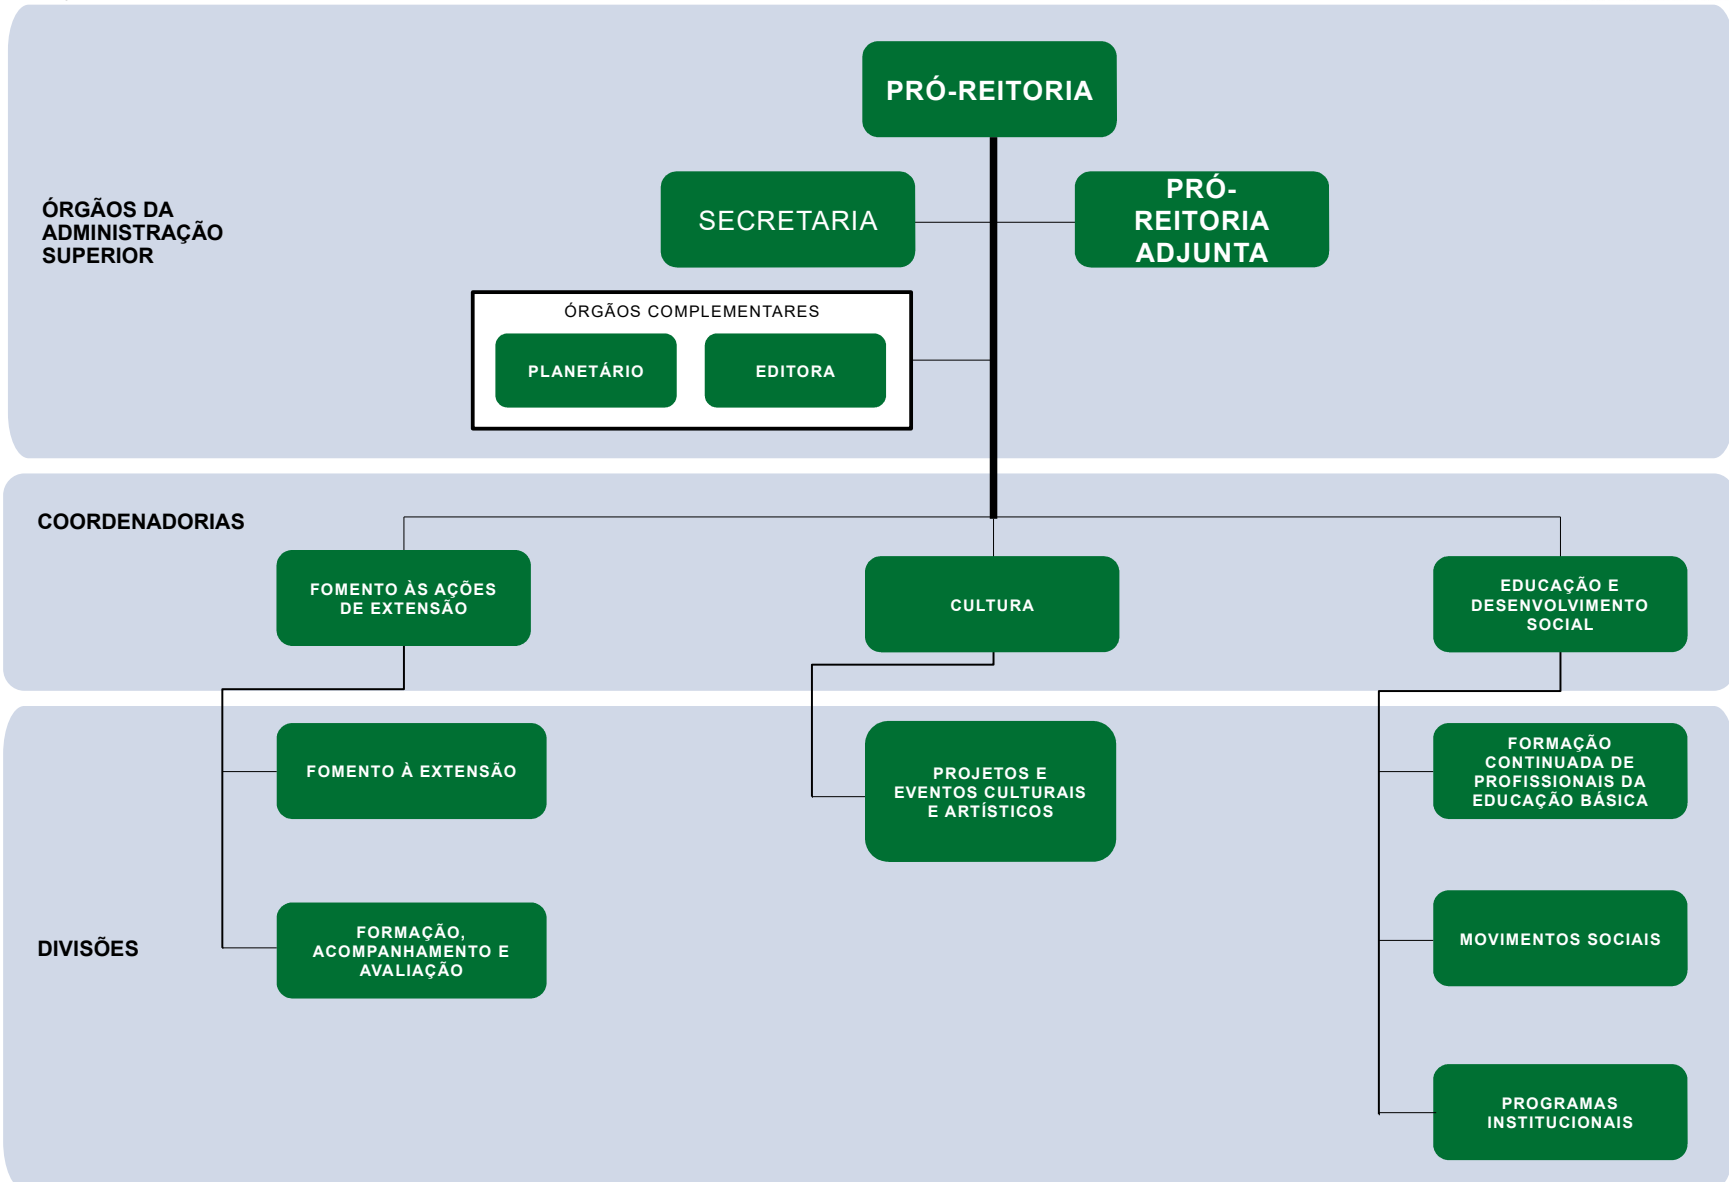 PRÓ-REITORIA
ÓRGÃOS DA
ADMINISTRAÇÃO
SUPERIOR
SECRETARIA
PRÓ-
REITORIA
ADJUNTA
ÓRGÃOS COMPLEMENTARES
PLANETÁRIO
EDITORA
COORDENADORIAS
FOMENTO ÀS AÇÕES
DE EXTENSÃO
CULTURA
EDUCAÇÃO E
DESENVOLVIMENTO
SOCIAL
DIVISÕES
FOMENTO À EXTENSÃO
FORMAÇÃO,
ACOMPANHAMENTO E
AVALIAÇÃO
PROJETOS E
EVENTOS CULTURAIS
E ARTÍSTICOS
FORMAÇÃO
CONTINUADA DE
PROFISSIONAIS DA
EDUCAÇÃO BÁSICA
MOVIMENTOS SOCIAIS
PROGRAMAS
INSTITUCIONAIS